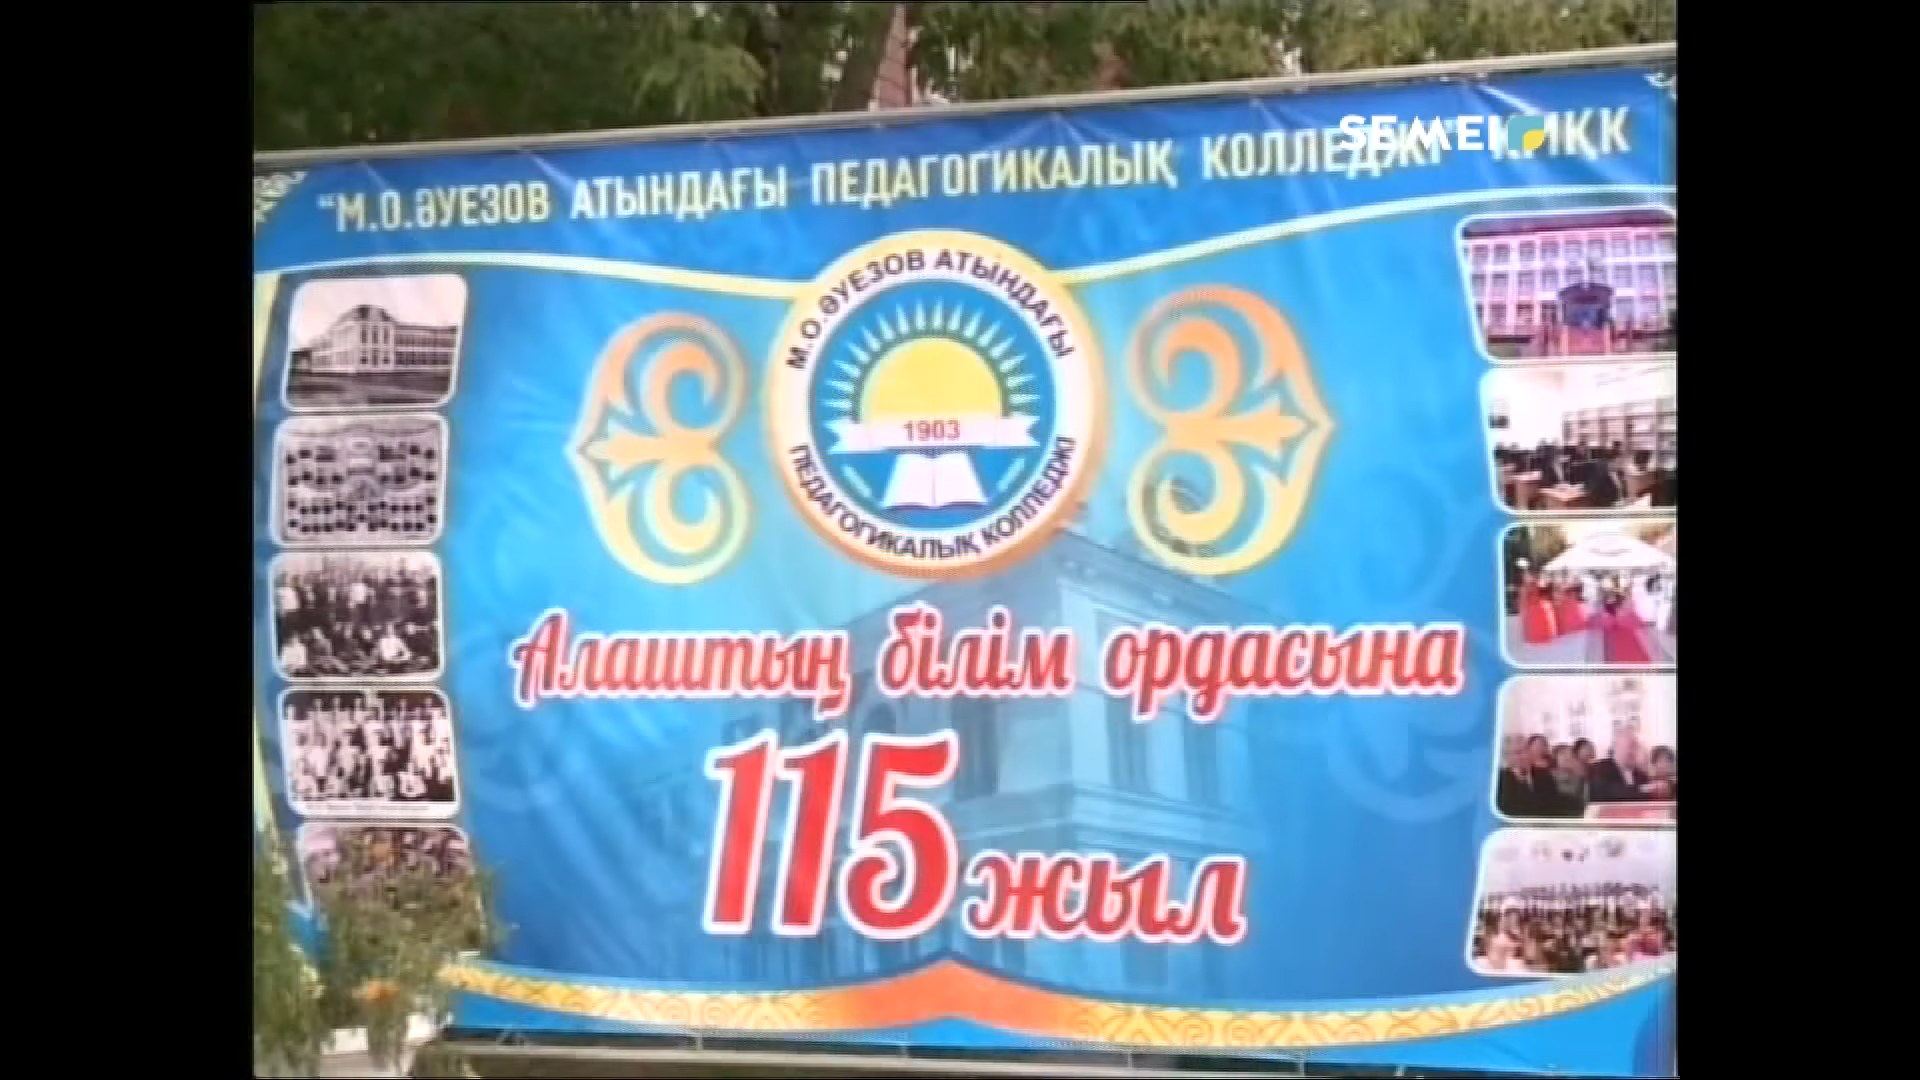 "М.О.ӘУЕЗОВ АТЫНДАҒЫ ПЕДАГОГИКАЛЫҚ КОЛЛЕДЖІ" КМҚК
SEMEI
М.О.ӘУЕЗОВ АТЫНДАҒЫ
1903
ПЕДАГОГИКАЛЫҚ КОЛЛЕДЖІ
Алаштың білім ордасына
115 жыл